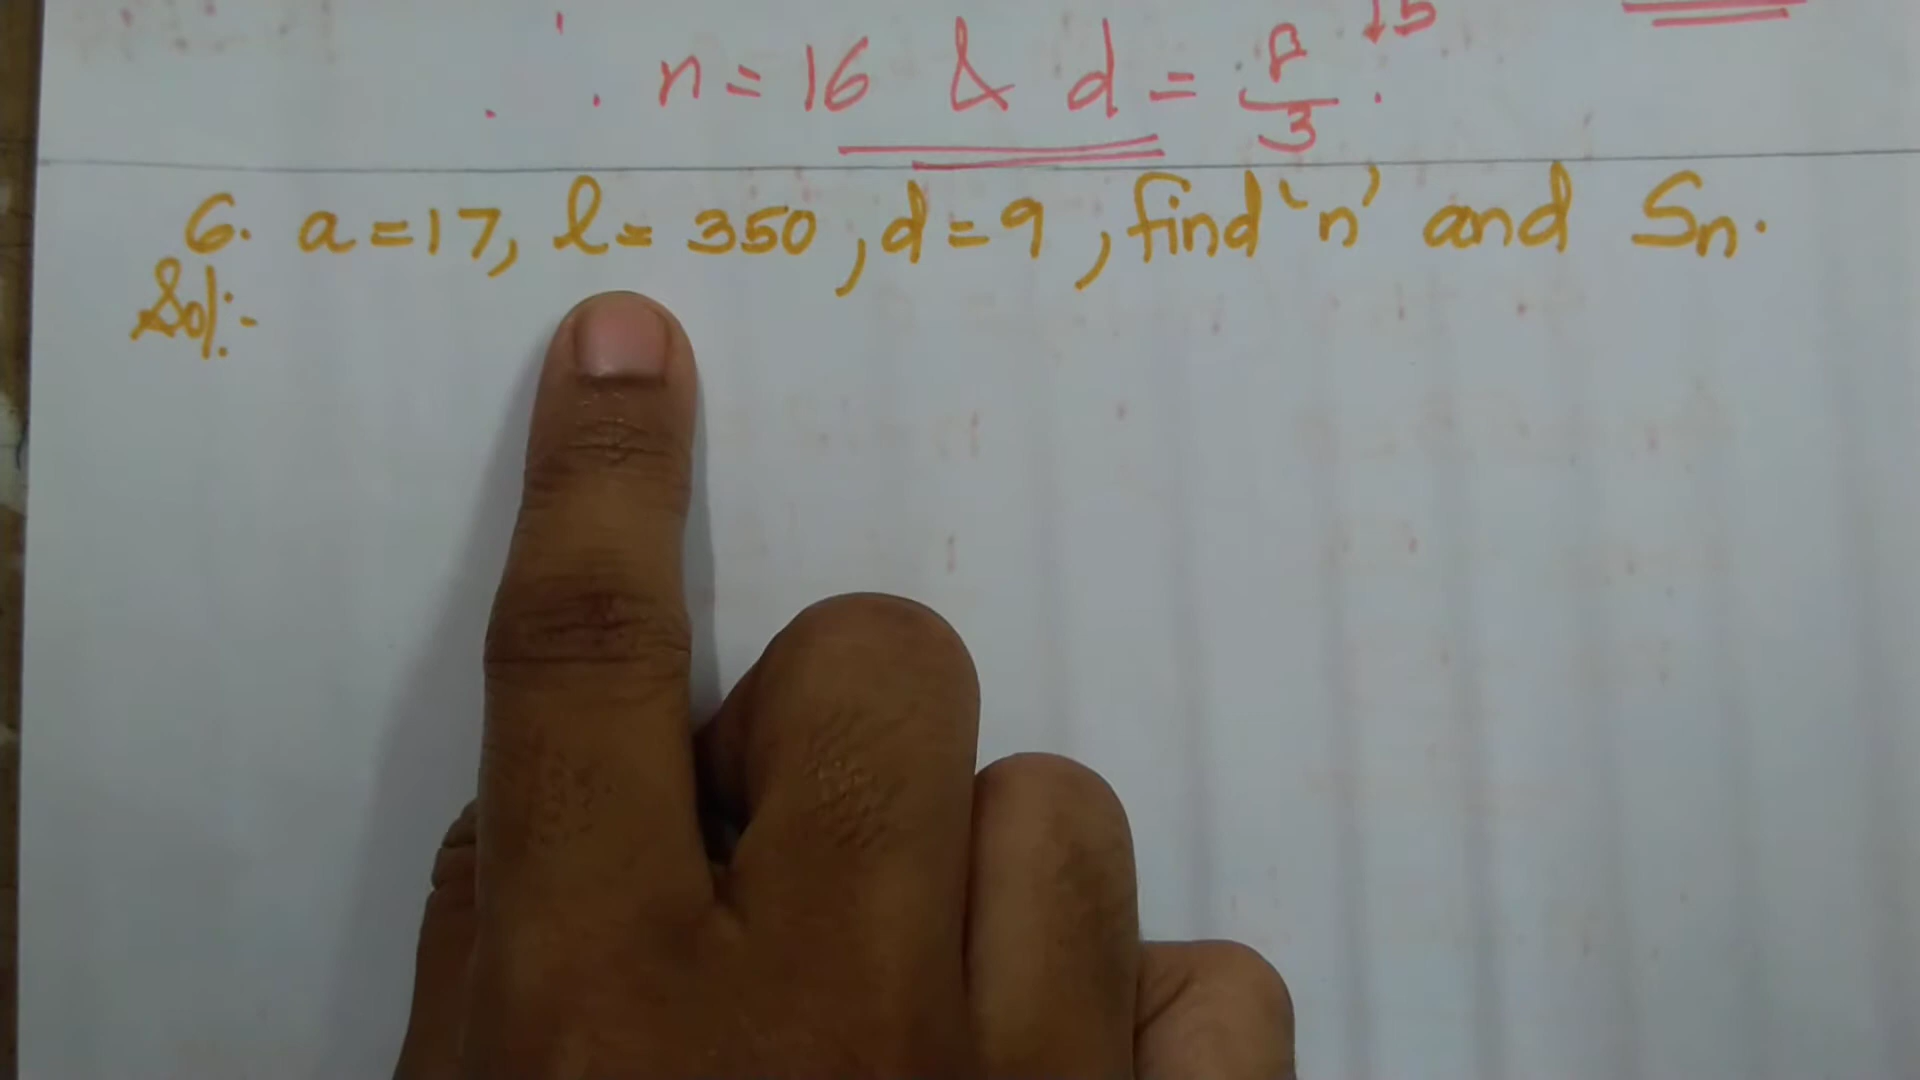 ∴ n = 16 & d = 8/3.
6. a = 17, l = 350, d = 9, find 'n' and Sn.
Sol:-